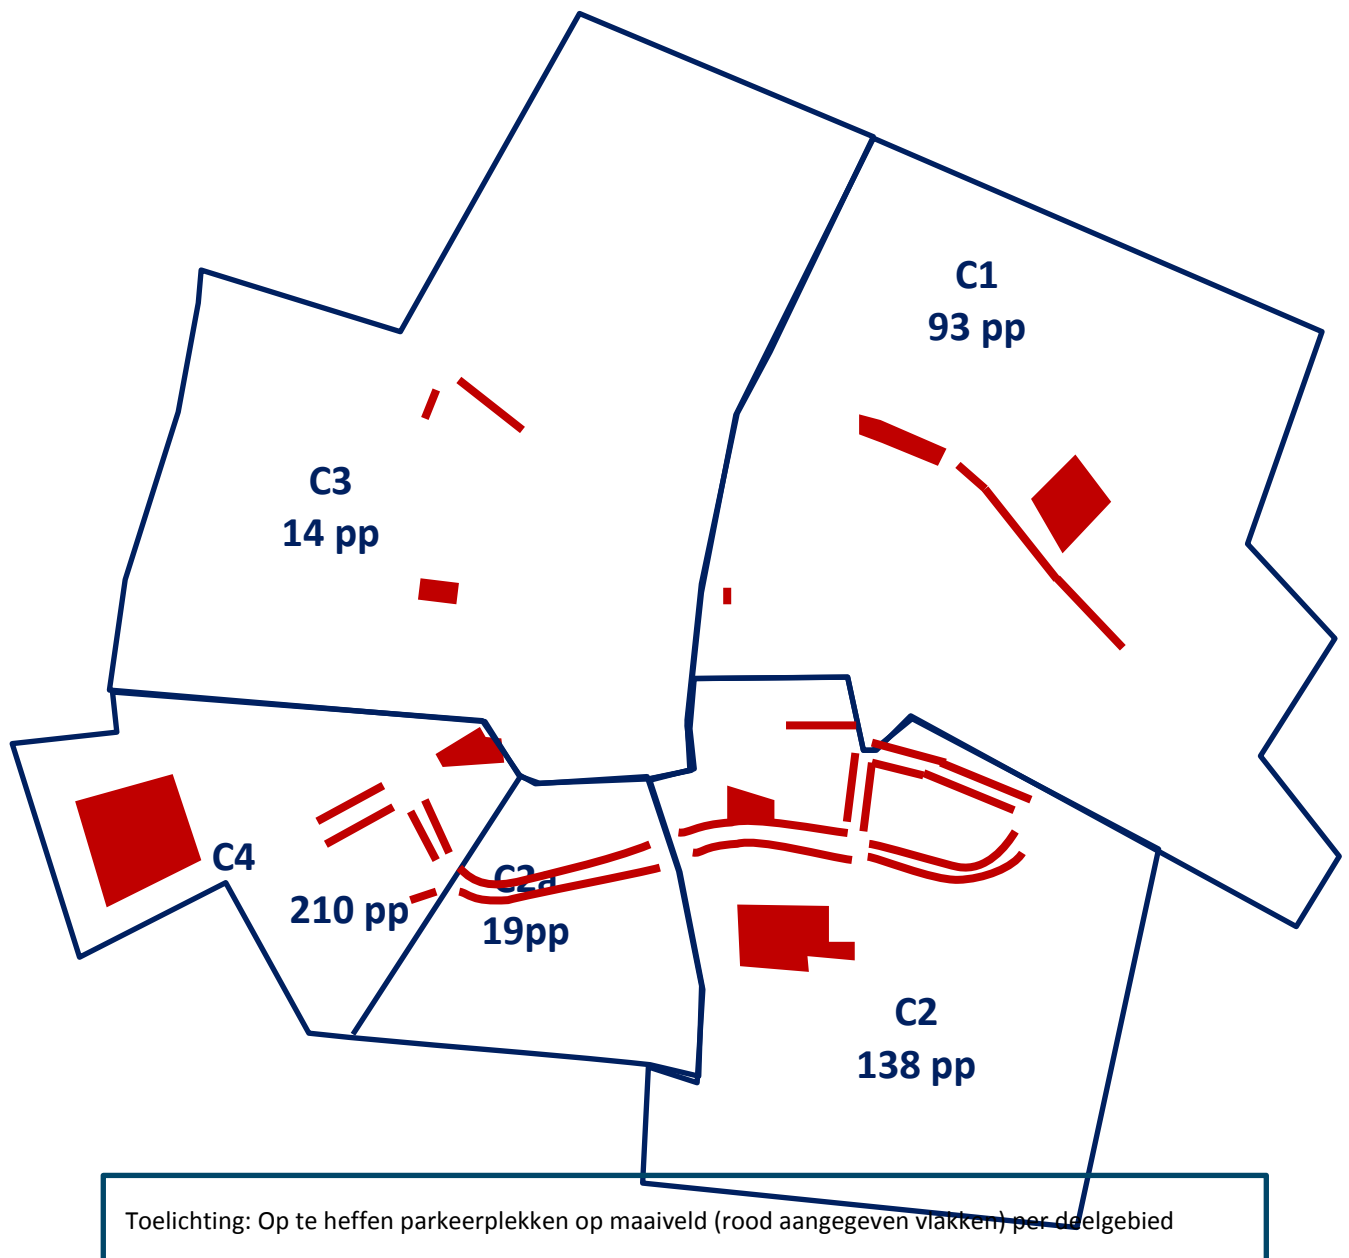 C1
93 pp
C3
14 pp
C4
210 pp
C2a
19pp
C2
138 pp
Toelichting: Op te heffen parkeerplekken op maaiveld (rood aangegeven vlakken) per deelgebied